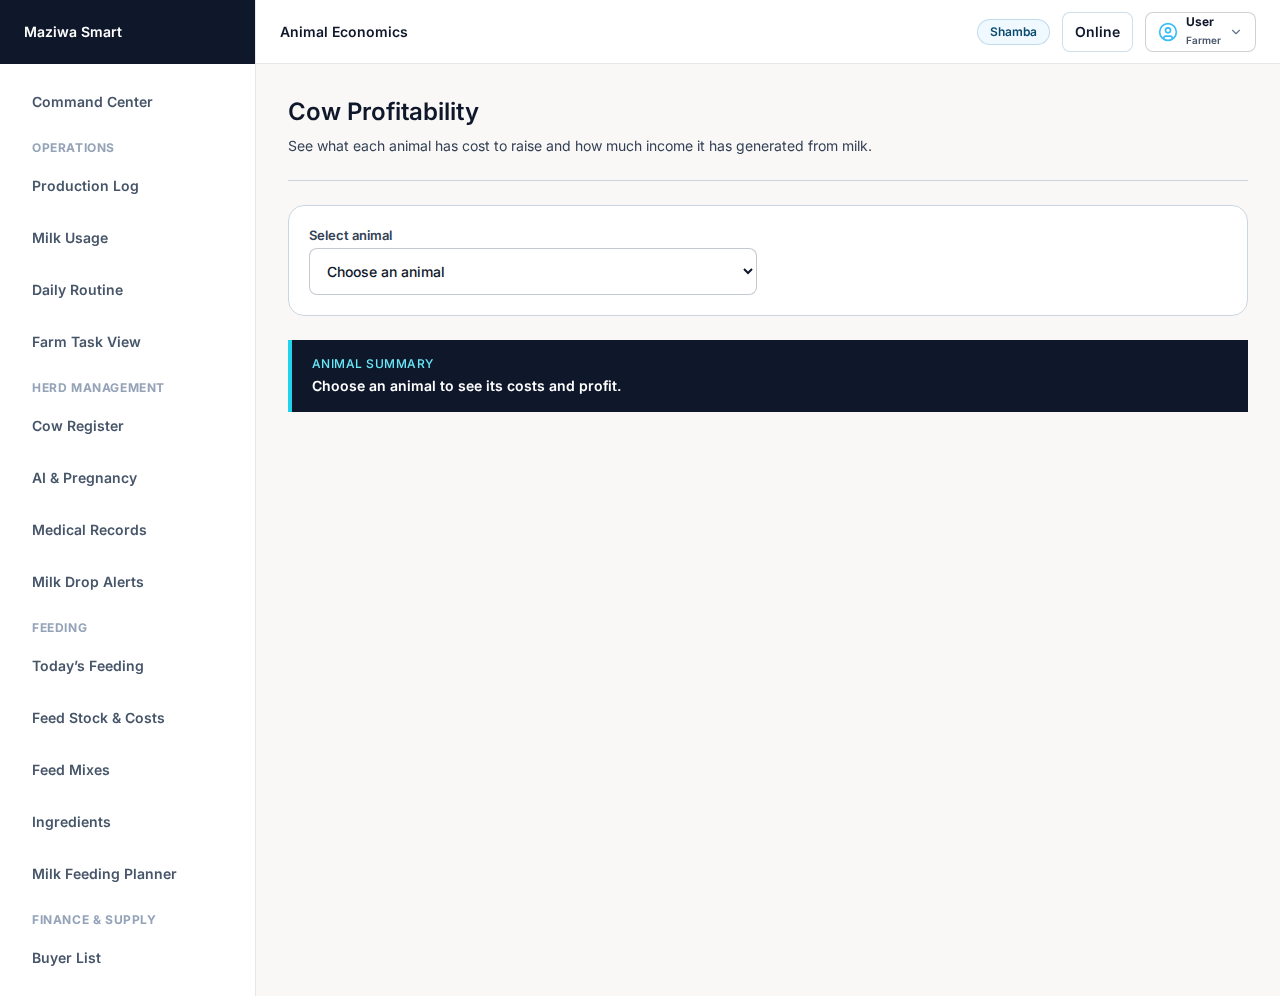 Maziwa Smart
Animal Economics
Shamba
Online
User
Farmer
Command Center
OPERATIONS
Production Log
Milk Usage
Daily Routine
Farm Task View
HERD MANAGEMENT
Cow Register
AI & Pregnancy
Medical Records
Milk Drop Alerts
FEEDING
Today’s Feeding
Feed Stock & Costs
Feed Mixes
Ingredients
Milk Feeding Planner
FINANCE & SUPPLY
Buyer List
Cow Profitability
See what each animal has cost to raise and how much income it has generated from milk.
Select animal
Choose an animal
ANIMAL SUMMARY
Choose an animal to see its costs and profit.